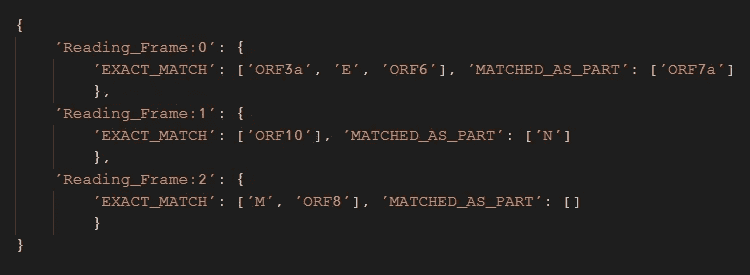 {
    'Reading_Frame:0': {
        'EXACT_MATCH': ['ORF3a', 'E', 'ORF6'], 'MATCHED_AS_PART': ['ORF7a']
        },
    'Reading_Frame:1': {
        'EXACT_MATCH': ['ORF10'], 'MATCHED_AS_PART': ['N']
        },
    'Reading_Frame:2': {
        'EXACT_MATCH': ['M', 'ORF8'], 'MATCHED_AS_PART': []
        }
}